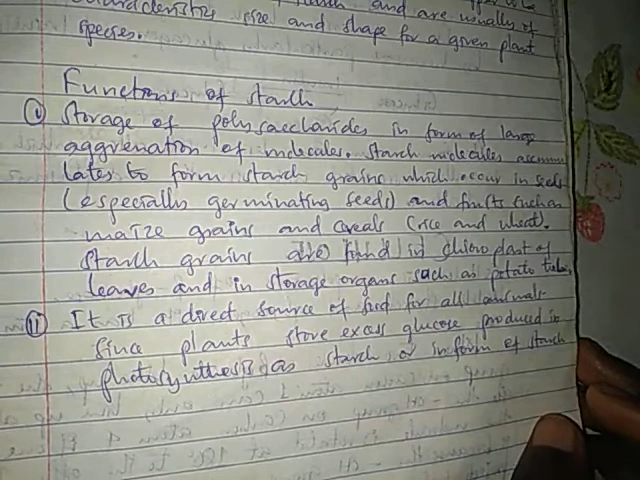 characteristics size and shape for a given plant
and are usually of
species.
Functions of starch
(i) Storage of polysaccharides in form of large
aggrenation of molecules. Starch molecules accumu
lates to form starch grains which occur in seeds
(especially germinating seeds) and fruits such as
maize grains and cereals (rice and wheat).
Starch grains are found in chloroplant of
leaves and in storage organs such as potato tubes,
(ii) It is a direct source of food for all animals
since plants store excess glucose produced in
photosynthesis as starch or in form of starch